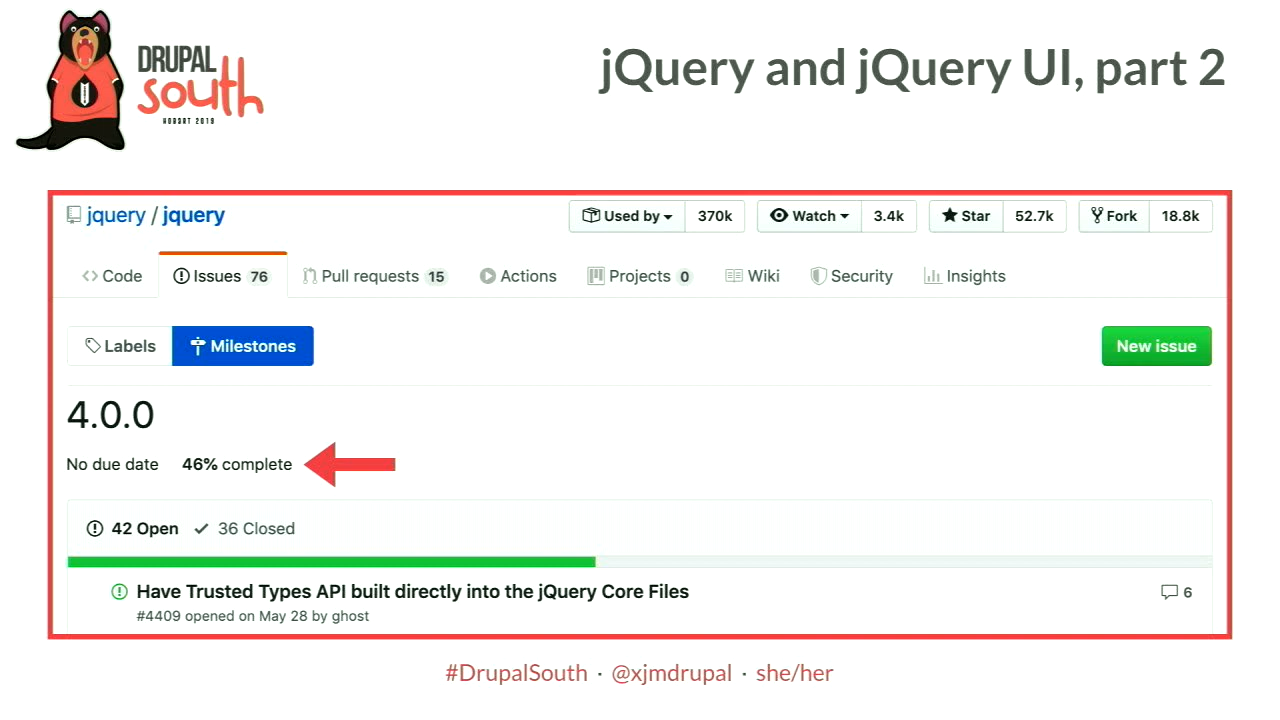 DRUPAL
south
HOBART 2019
jQuery and jQuery UI, part 2
jquery / jquery
Used by 370k Watch 3.4k Star 52.7k Fork 18.8k
Code Issues 76 Pull requests 15 Actions Projects 0 Wiki Security Insights
Labels Milestones New issue
4.0.0
No due date 46% complete
42 Open 36 Closed
Have Trusted Types API built directly into the jQuery Core Files 6
#4409 opened on May 28 by ghost
#DrupalSouth · @xjmdrupal · she/her